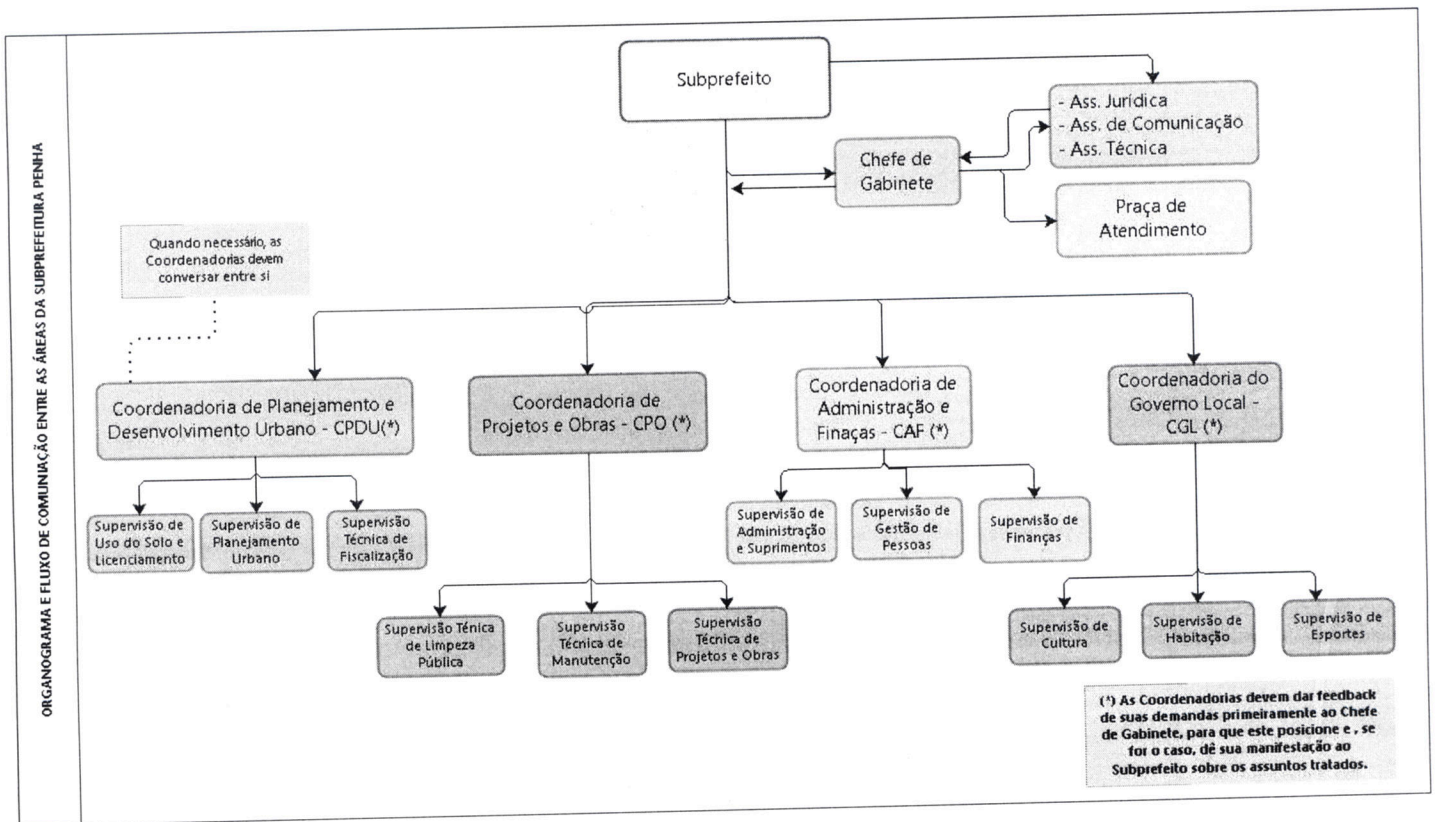 ORGANOGRAMA E FLUXO DE COMUNIAÇÃO ENTRE AS ÁREAS DA SUBPREFEITURA PENHA
Subprefeito
- Ass. Jurídica
- Ass. de Comunicação
- Ass. Técnica
Chefe de
Gabinete
Praça de
Atendimento
Quando necessário, as
Coordenadorias devem
conversar entre si
Coordenadoria de Planejamento e
Desenvolvimento Urbano - CPDU(*)
Coordenadoria de
Projetos e Obras - CPO (*)
Coordenadoria de
Administração e
Finaças - CAF (*)
Coordenadoria do
Governo Local -
CGL (*)
Supervisão de
Uso do Solo e
Licenciamento
Supervisão de
Planejamento
Urbano
Supervisão
Técnica de
Fiscalização
Supervisão de
Administração
e Suprimentos
Supervisão de
Gestão de
Pessoas
Supervisão de
Finanças
Supervisão Ténica
de Limpeza
Pública
Supervisão
Técnica de
Manutenção
Supervisão
Técnica de
Projetos e Obras
Supervisão de
Cultura
Supervisão de
Habitação
Supervisão de
Esportes
(*) As Coordenadorias devem dar feedback
de suas demandas primeiramente ao Chefe
de Gabinete, para que este posicione e , se
for o caso, dê sua manifestação ao
Subprefeito sobre os assuntos tratados.